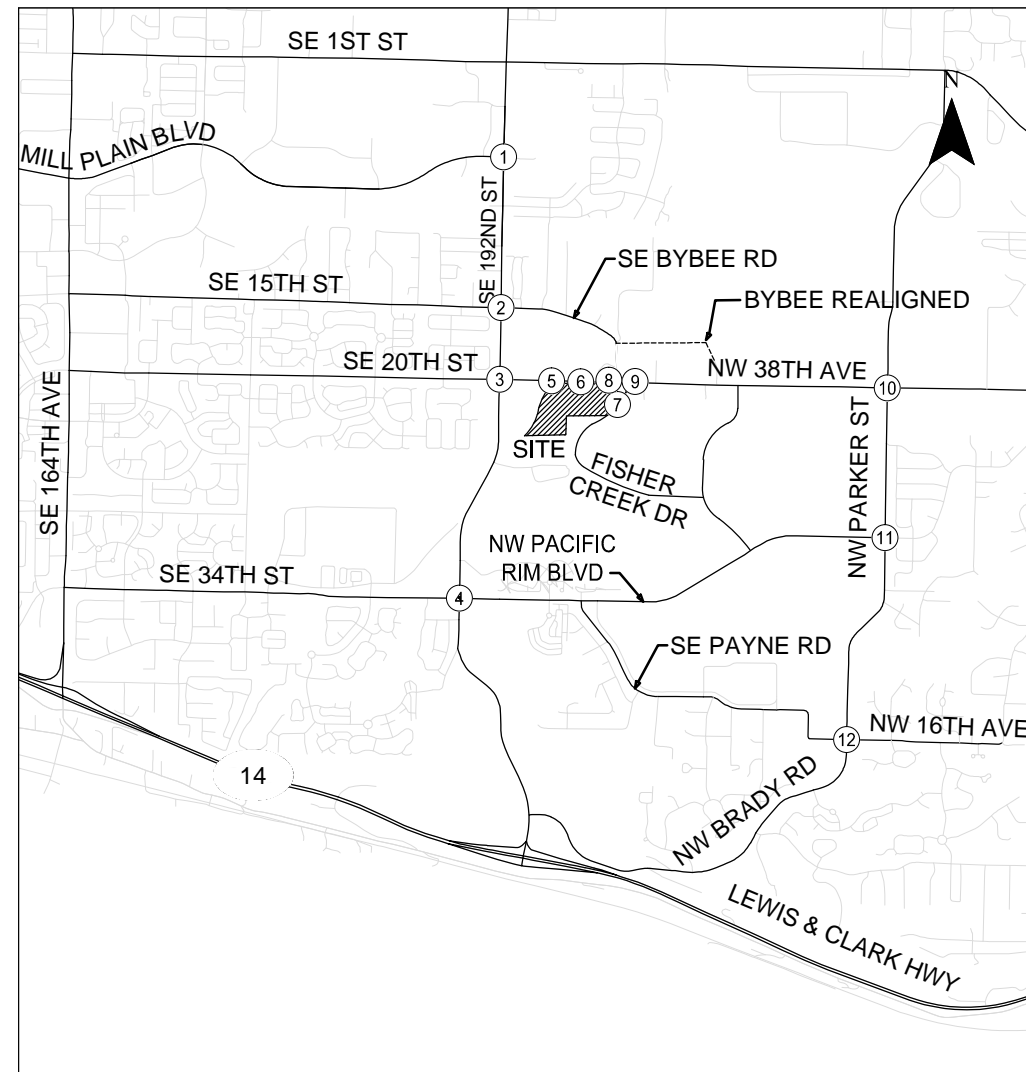 SE 1ST ST
N
MILL PLAIN BLVD
1
SE 192ND ST
SE BYBEE RD
SE 15TH ST
2
BYBEE REALIGNED
SE 20TH ST
3
5
6
8
9
NW 38TH AVE
10
7
SE 164TH AVE
SITE
FISHER
CREEK DR
NW PARKER ST
11
NW PACIFIC
RIM BLVD
SE 34TH ST
4
SE PAYNE RD
NW 16TH AVE
12
14
NW BRADY RD
LEWIS & CLARK HWY